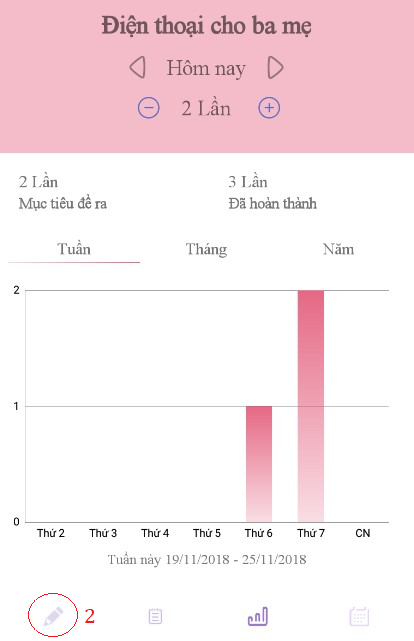 Điện thoại cho ba mẹ
Hôm nay
2 Lần
2 Lần
3 Lần
Mục tiêu đề ra
Đã hoàn thành
Tuần
Tháng
Năm
2
1
0
Thứ 2
Thứ 3
Thứ 4
Thứ 5
Thứ 6
Thứ 7
CN
Tuần này 19/11/2018 - 25/11/2018
2